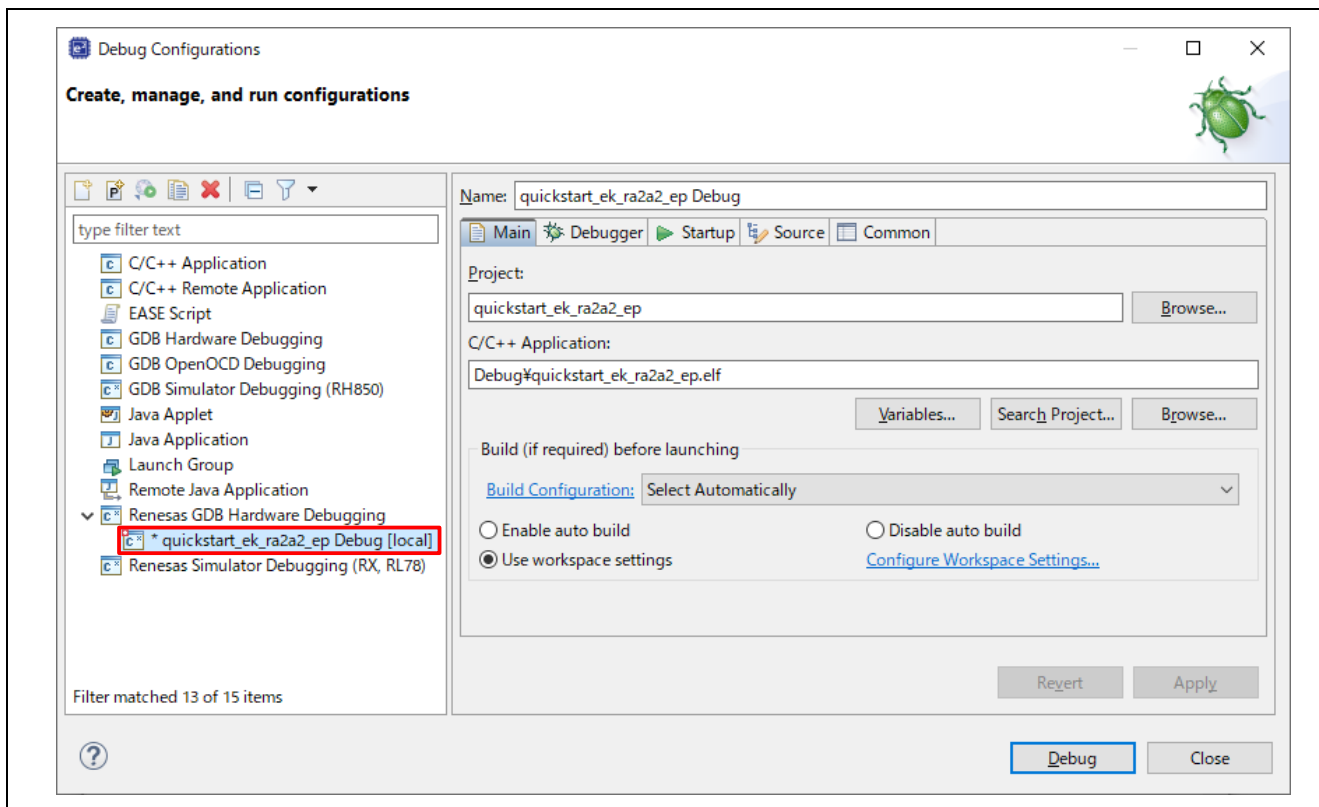 Debug Configurations
Create, manage, and run configurations
type filter text
C/C++ Application
C/C++ Remote Application
EASE Script
GDB Hardware Debugging
GDB OpenOCD Debugging
GDB Simulator Debugging (RH850)
Java Applet
Java Application
Launch Group
Remote Java Application
Renesas GDB Hardware Debugging
* quickstart_ek_ra2a2_ep Debug [local]
Renesas Simulator Debugging (RX, RL78)
Filter matched 13 of 15 items
Name: quickstart_ek_ra2a2_ep Debug
Main Debugger Startup Source Common
Project:
quickstart_ek_ra2a2_ep Browse...
C/C++ Application:
Debug¥quickstart_ek_ra2a2_ep.elf
Variables... Search Project... Browse...
Build (if required) before launching
Build Configuration: Select Automatically
Enable auto build Disable auto build
Use workspace settings Configure Workspace Settings...
Revert Apply
Debug Close